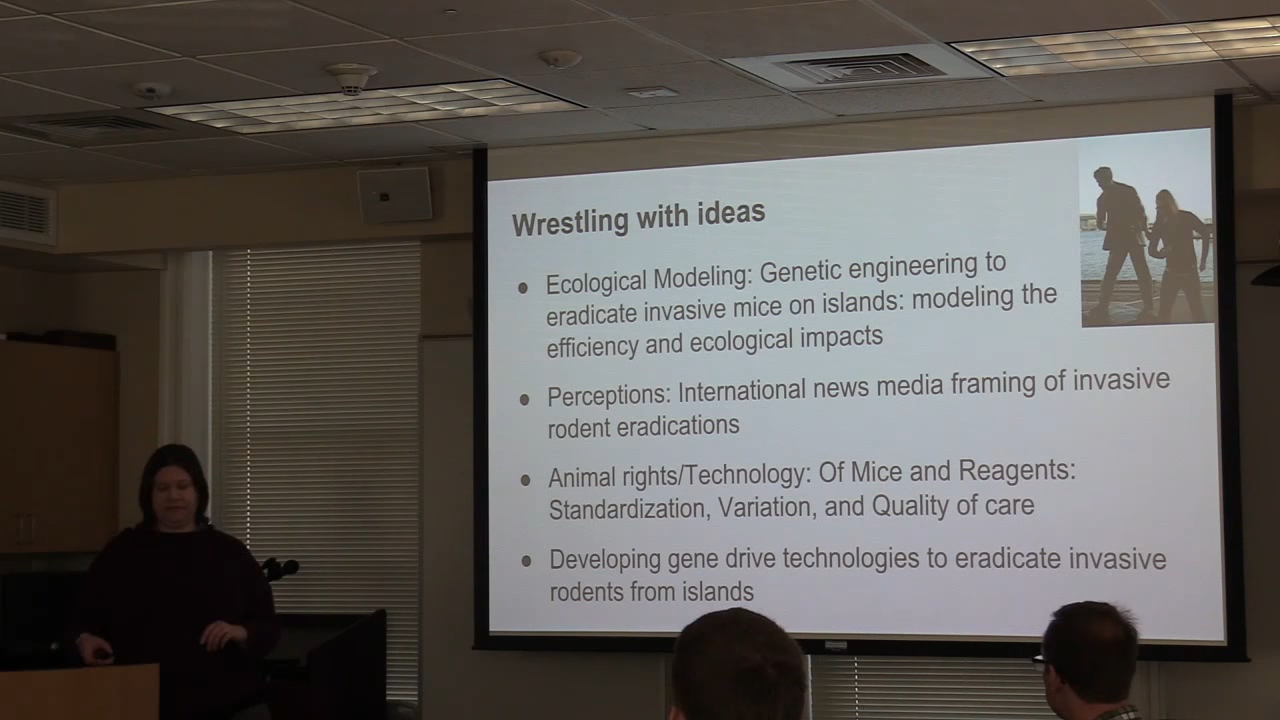 Wrestling with ideas
● Ecological Modeling: Genetic engineering to
eradicate invasive mice on islands: modeling the
efficiency and ecological impacts
● Perceptions: International news media framing of invasive
rodent eradications
● Animal rights/Technology: Of Mice and Reagents:
Standardization, Variation, and Quality of care
● Developing gene drive technologies to eradicate invasive
rodents from islands